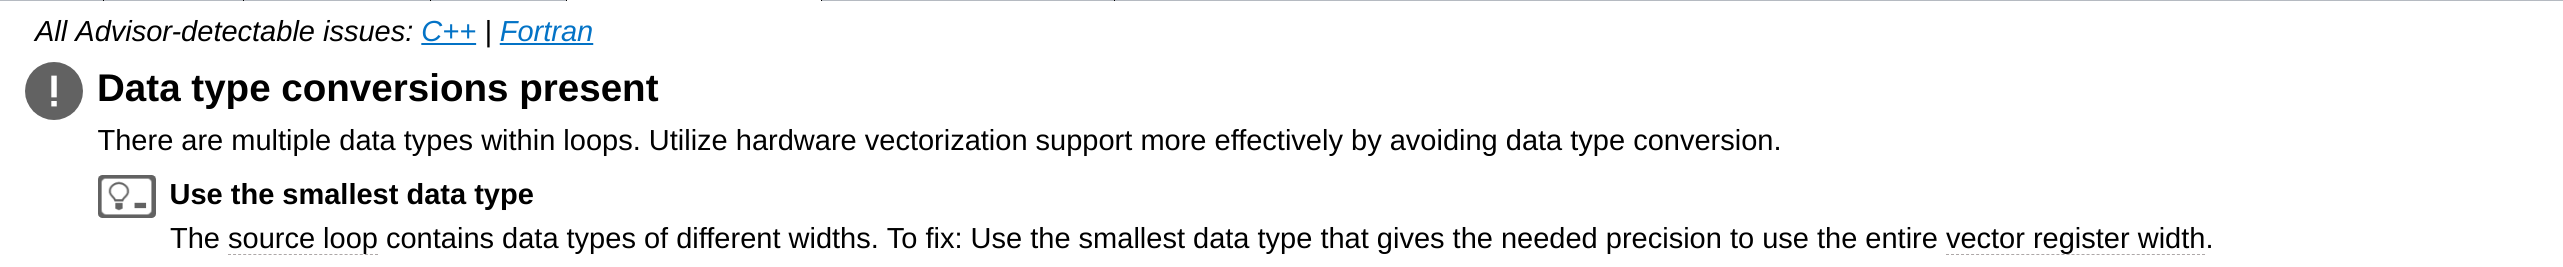 All Advisor-detectable issues: C++ | Fortran
Data type conversions present
There are multiple data types within loops. Utilize hardware vectorization support more effectively by avoiding data type conversion.
Use the smallest data type
The source loop contains data types of different widths. To fix: Use the smallest data type that gives the needed precision to use the entire vector register width.